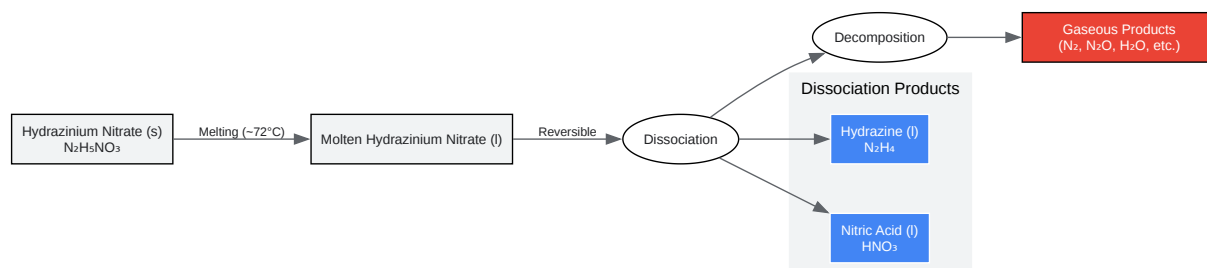 Hydrazinium Nitrate (s)
N₂H₅NO₃
Melting (~72°C)
Molten Hydrazinium Nitrate (l)
Reversible
Dissociation
Decomposition
Gaseous Products
(N₂, N₂O, H₂O, etc.)
Dissociation Products
Hydrazine (l)
N₂H₄
Nitric Acid (l)
HNO₃